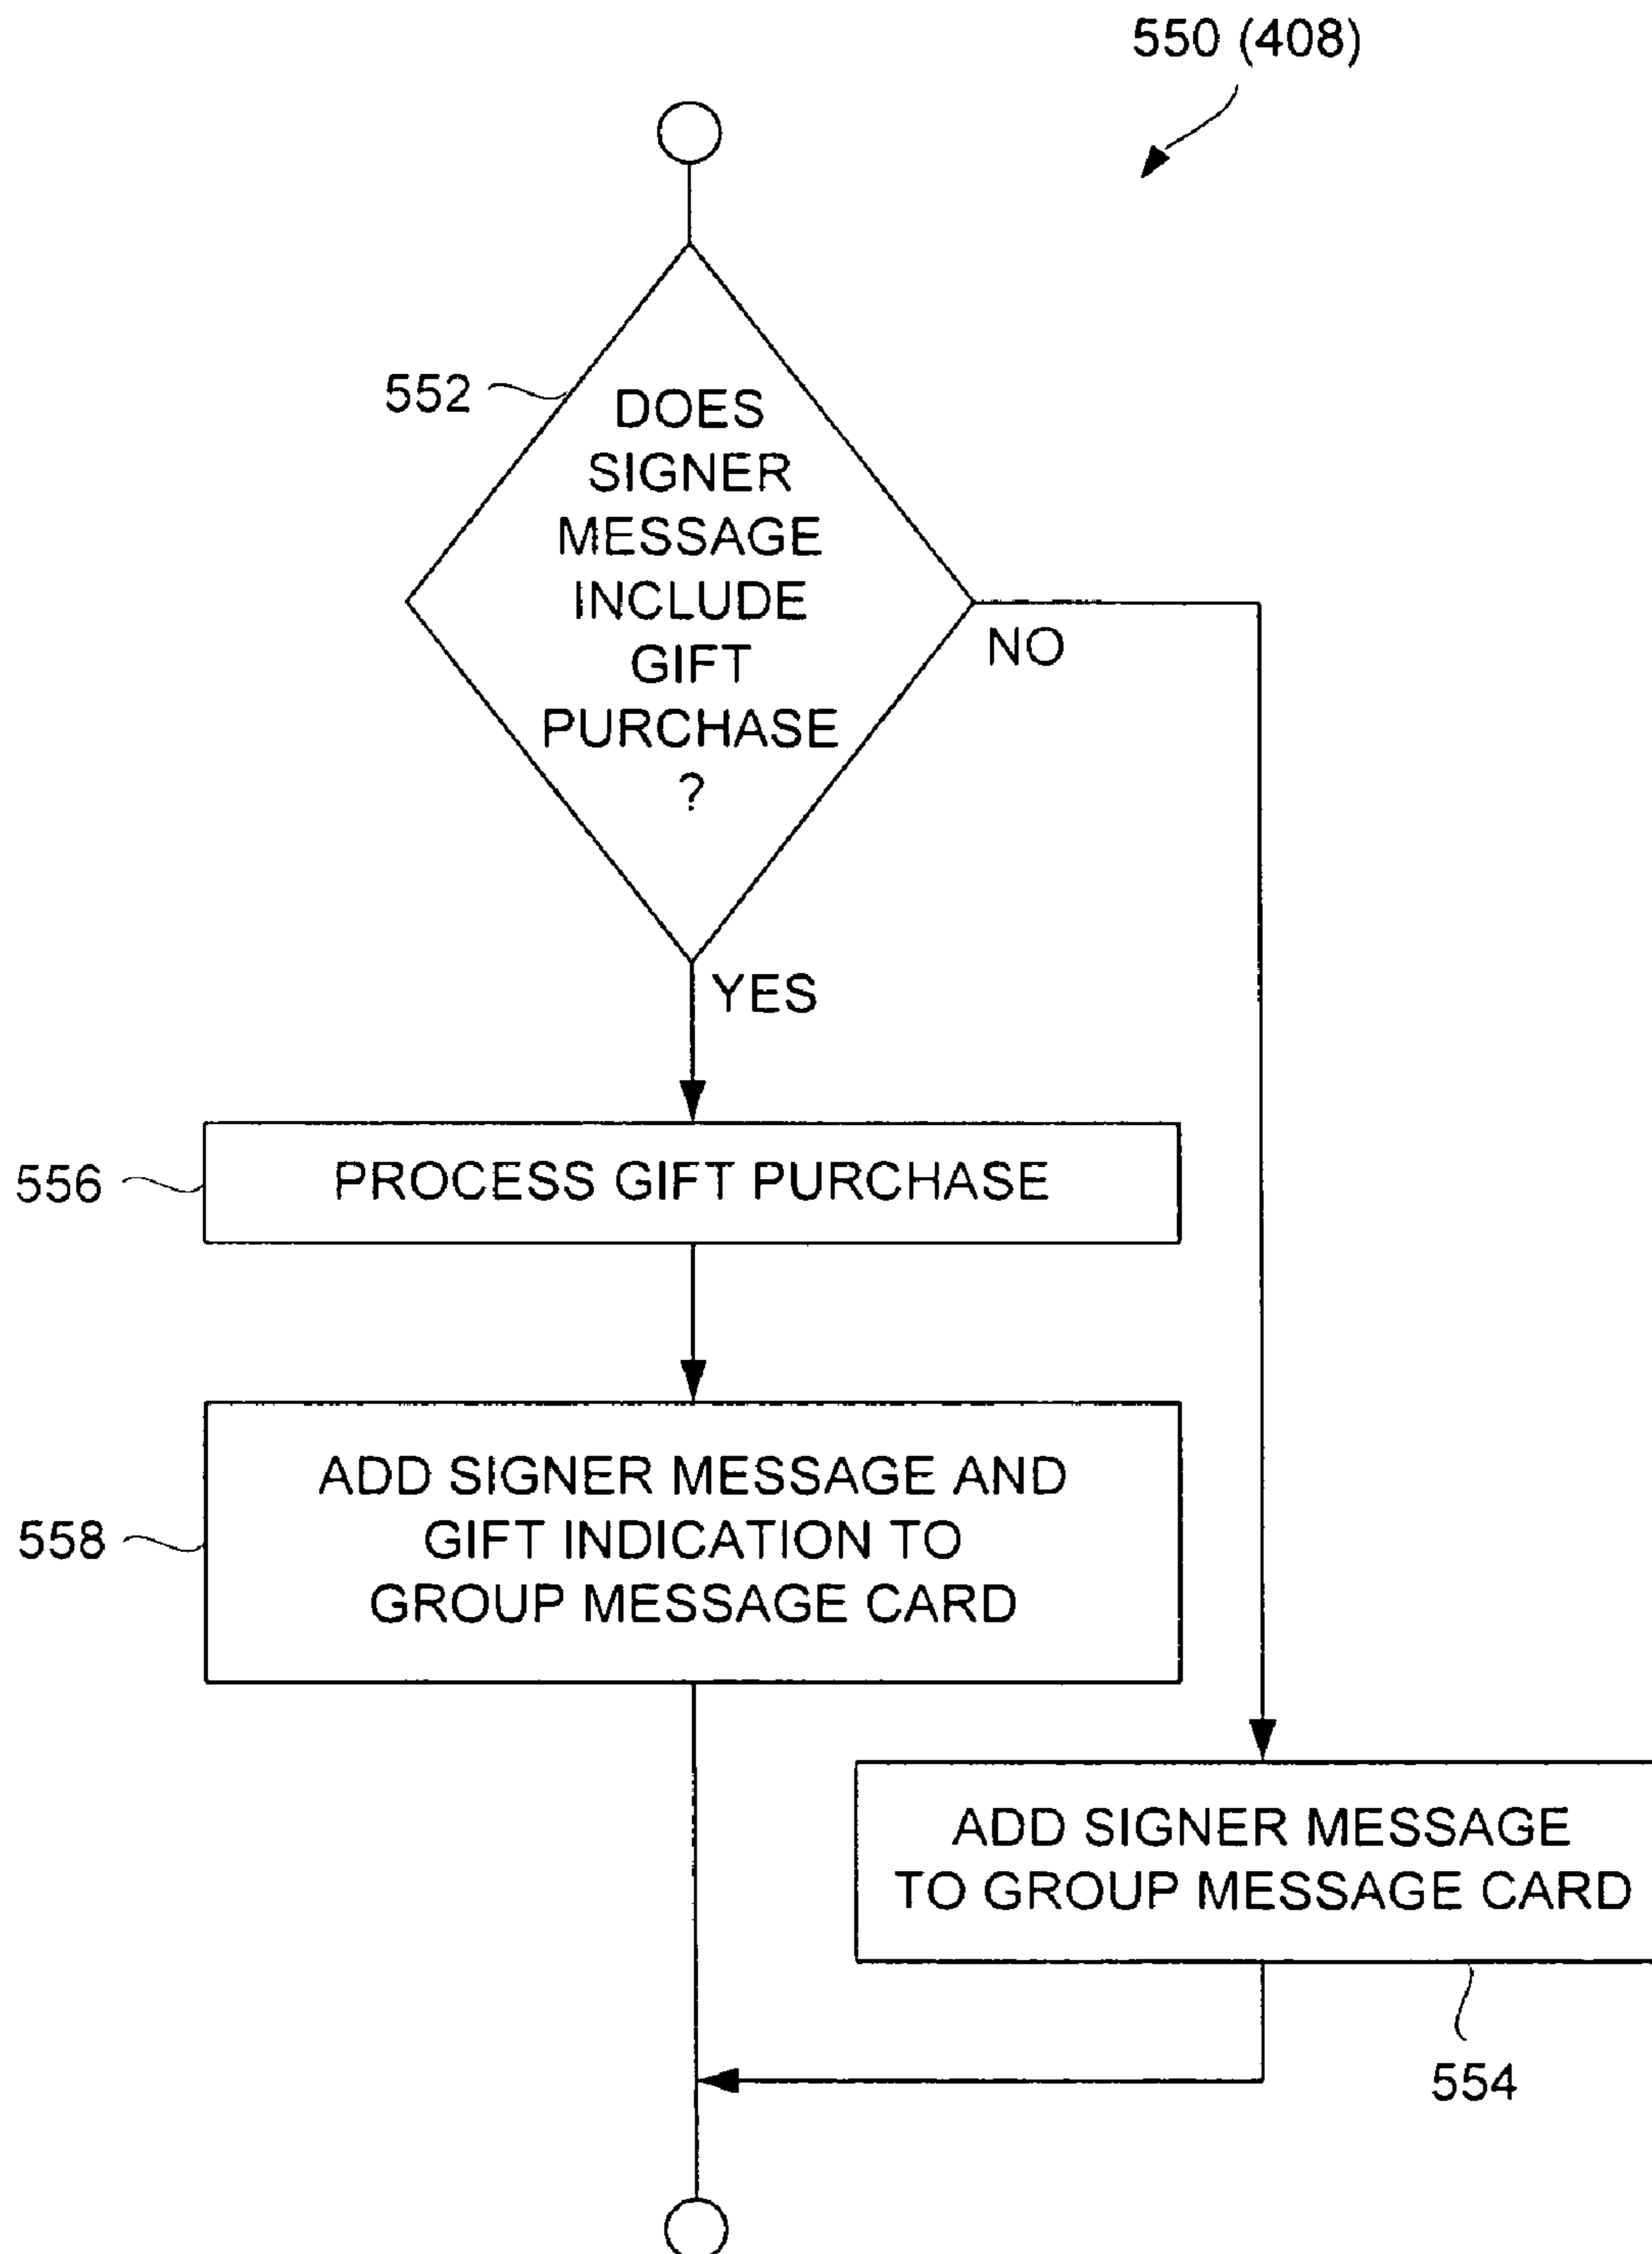 550 (408)
552
DOES
SIGNER
MESSAGE
INCLUDE
GIFT
PURCHASE
?
NO
YES
556
PROCESS GIFT PURCHASE
558
ADD SIGNER MESSAGE AND
GIFT INDICATION TO
GROUP MESSAGE CARD
ADD SIGNER MESSAGE
TO GROUP MESSAGE CARD
554